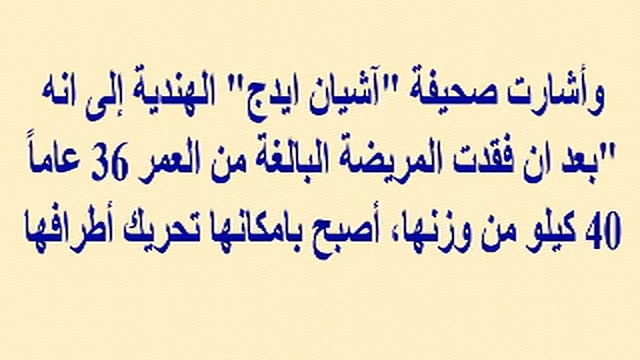 وأشارت صحيفة "آشيان ايدج" الهندية إلى انه
"بعد ان فقدت المريضة البالغة من العمر 36 عاماً
40 كيلو من وزنها، أصبح بامكانها تحريك أطرافها